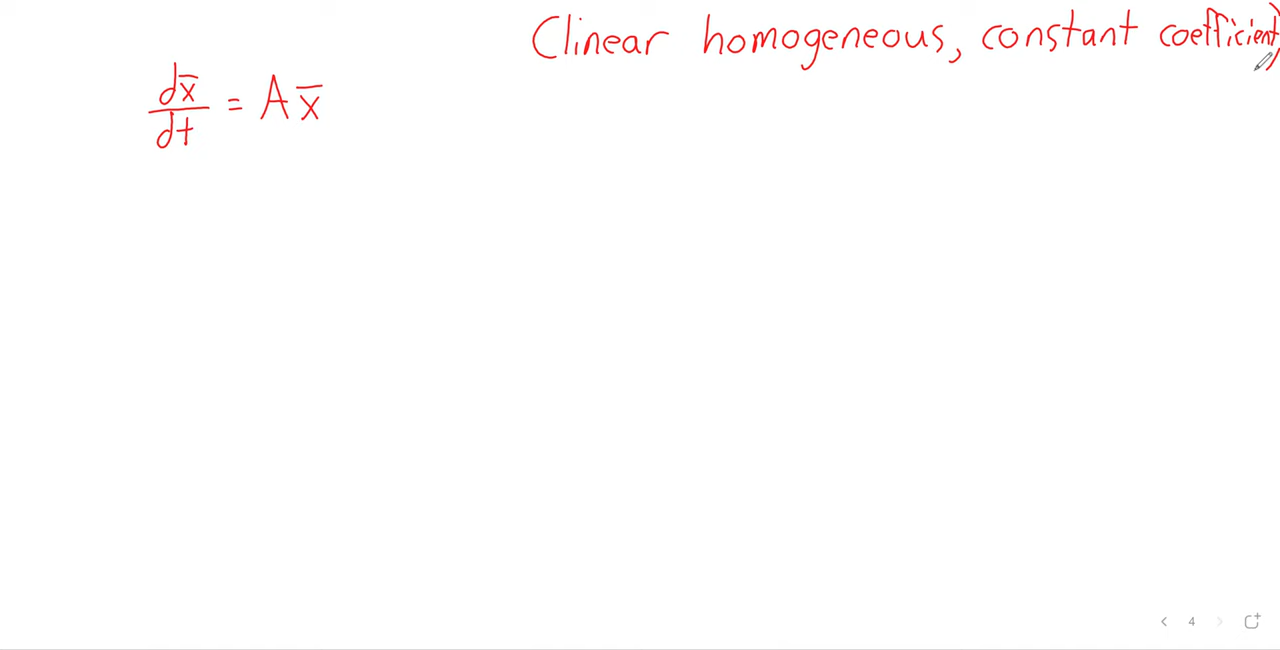 (linear homogeneous, constant coefficient)
dx̄/dt = Ax̄
4